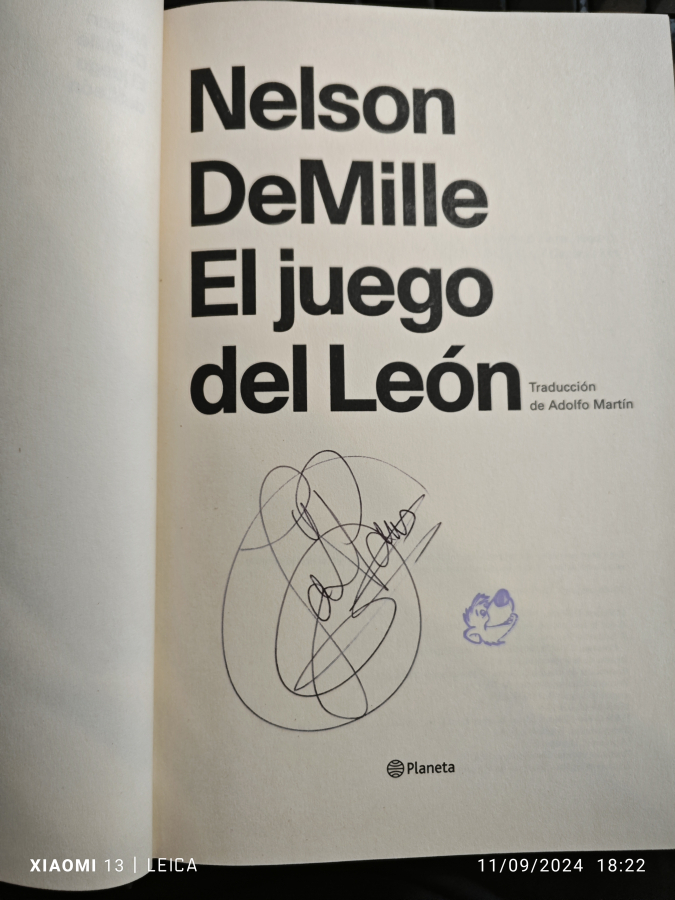 Nelson
DeMille
El juego
del León
Traducción
de Adolfo Martín
Planeta
XIAOMI 13 | LEICA
11/09/2024 18:22